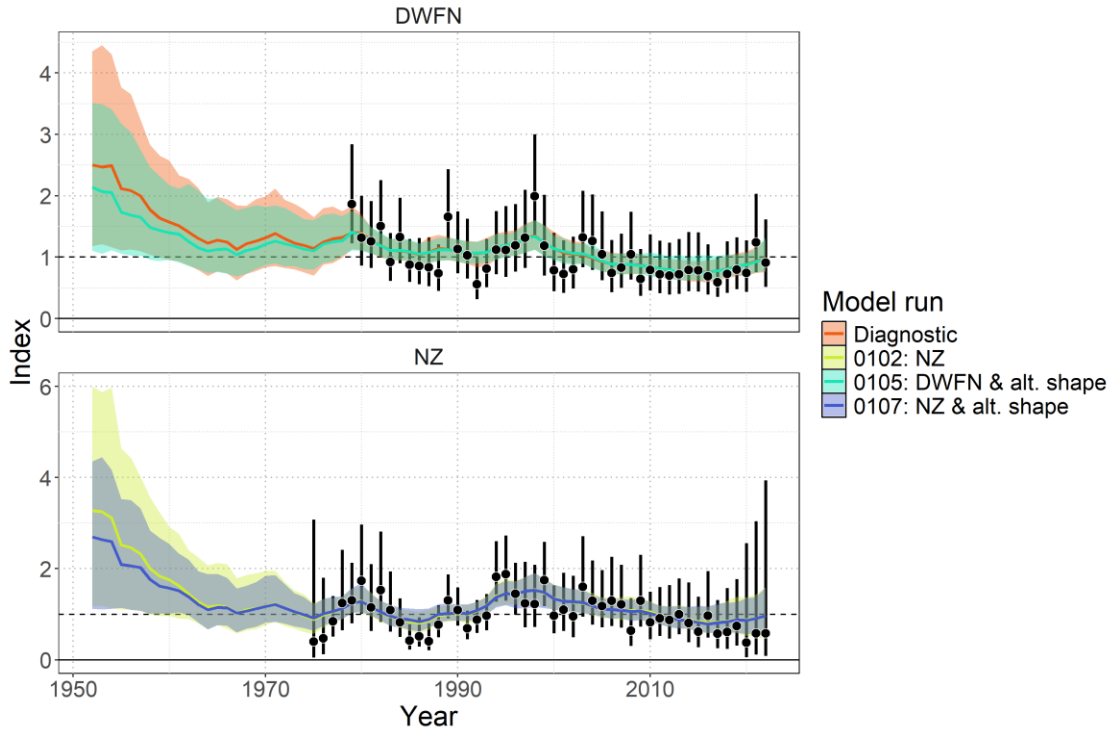 DWFN
4
3
2
1
0
NZ
6
4
2
0
1950
1970
1990
2010
Year
Index
Model run
Diagnostic
0102: NZ
0105: DWFN & alt. shape
0107: NZ & alt. shape